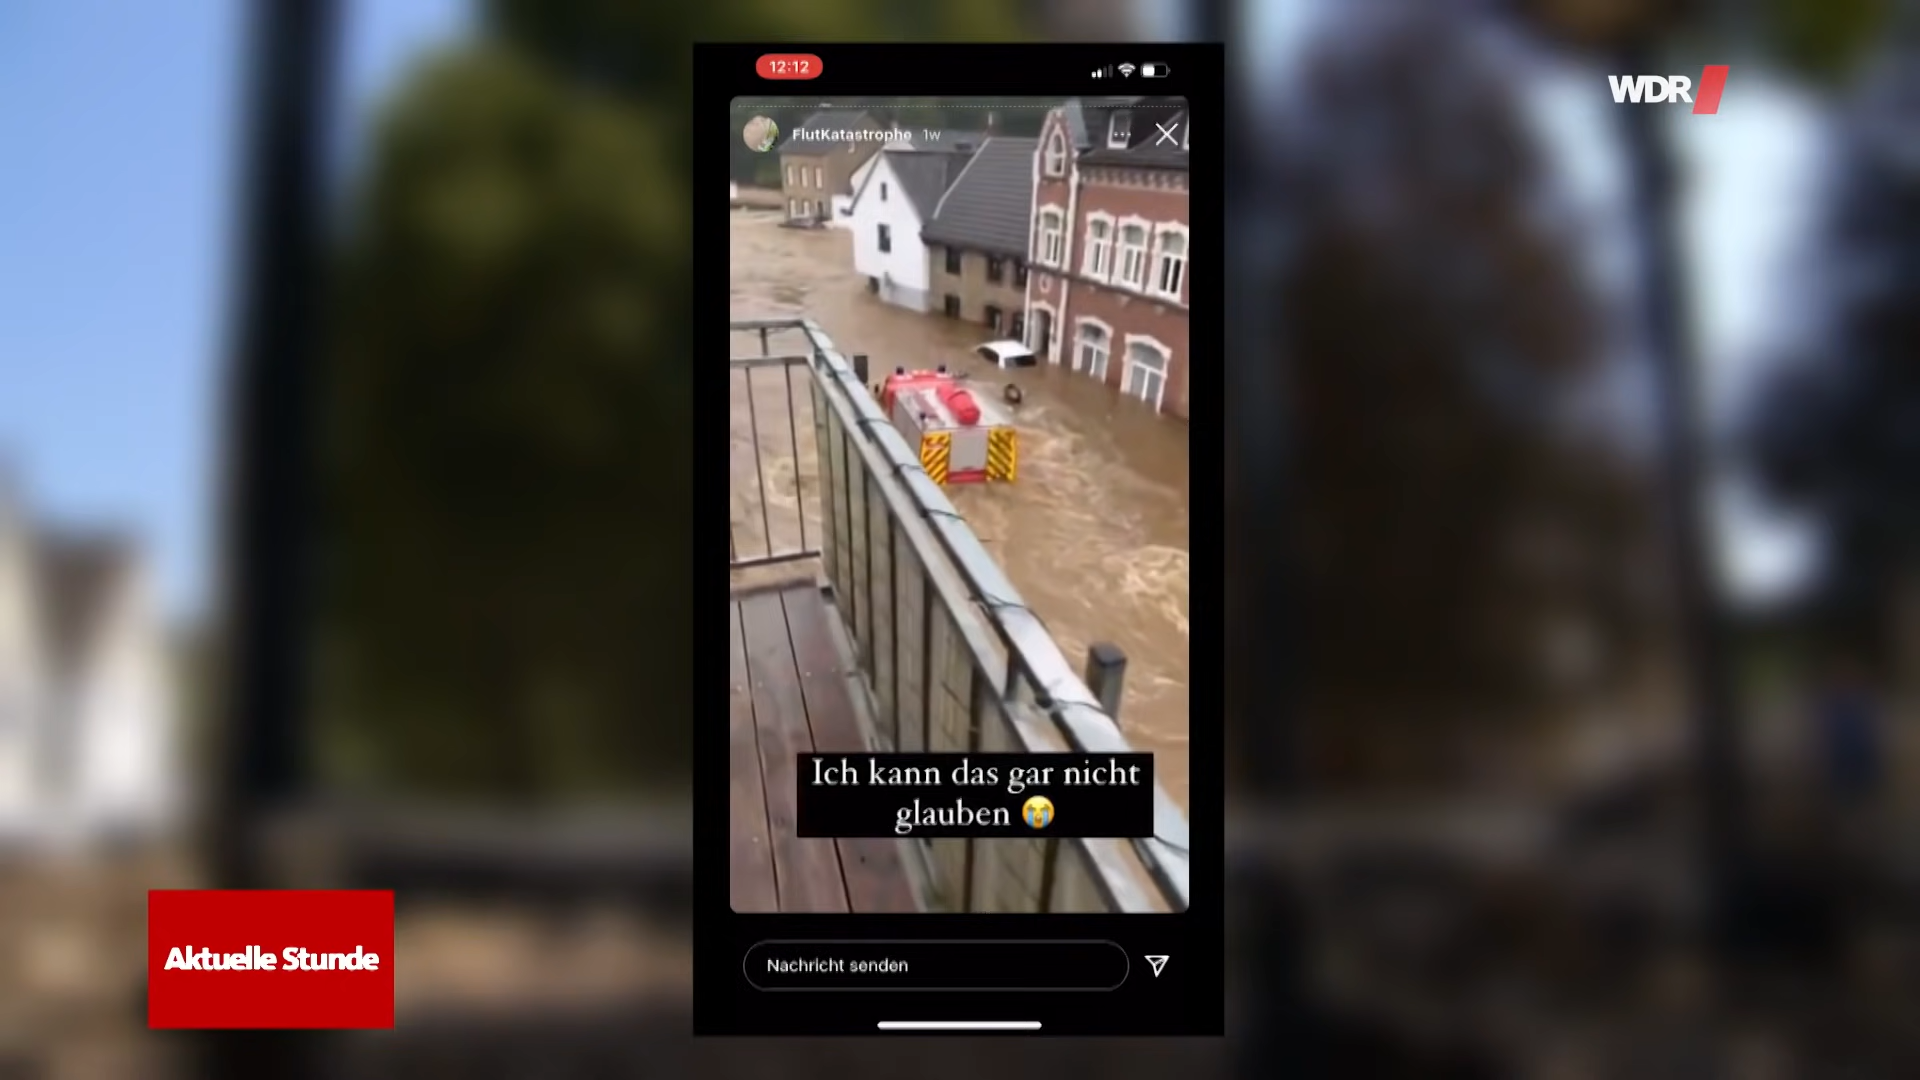 12:12
WDR
FlutKatastrophe 1w
Ich kann das gar nicht
glauben
Aktuelle Stunde
Nachricht senden